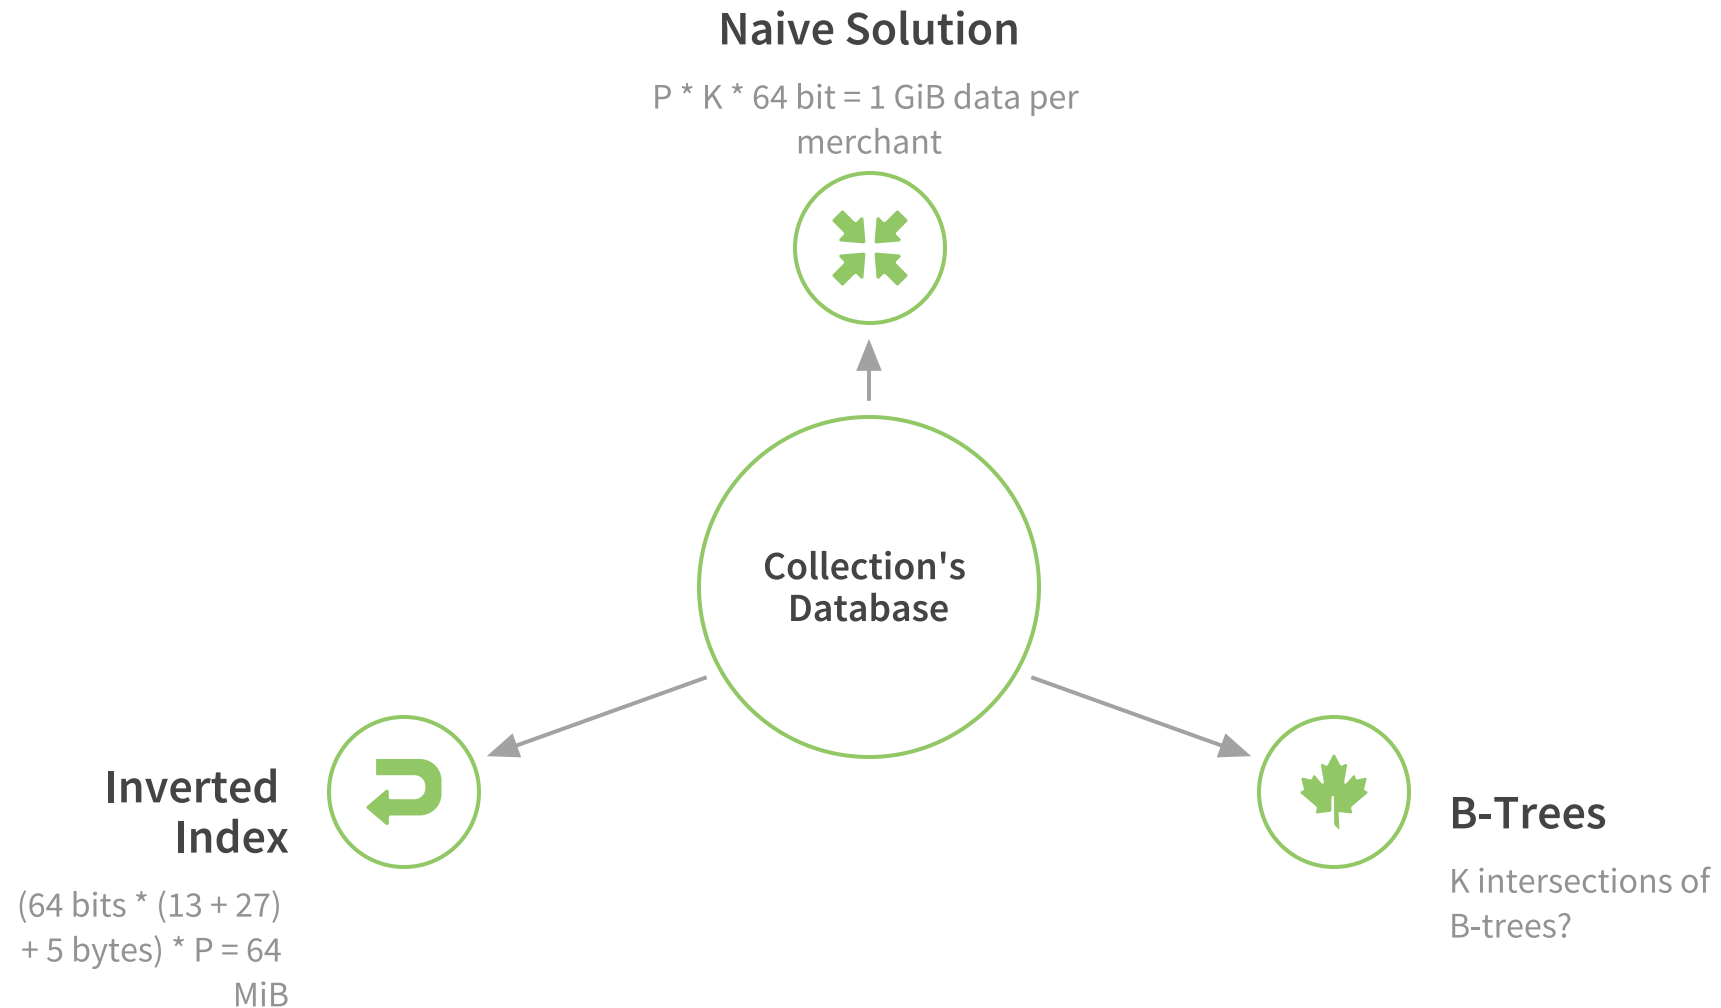 Naive Solution
P * K * 64 bit = 1 GiB data per
merchant
Collection's
Database
Inverted
Index
(64 bits * (13 + 27)
+ 5 bytes) * P = 64
MiB
B-Trees
K intersections of
B-trees?